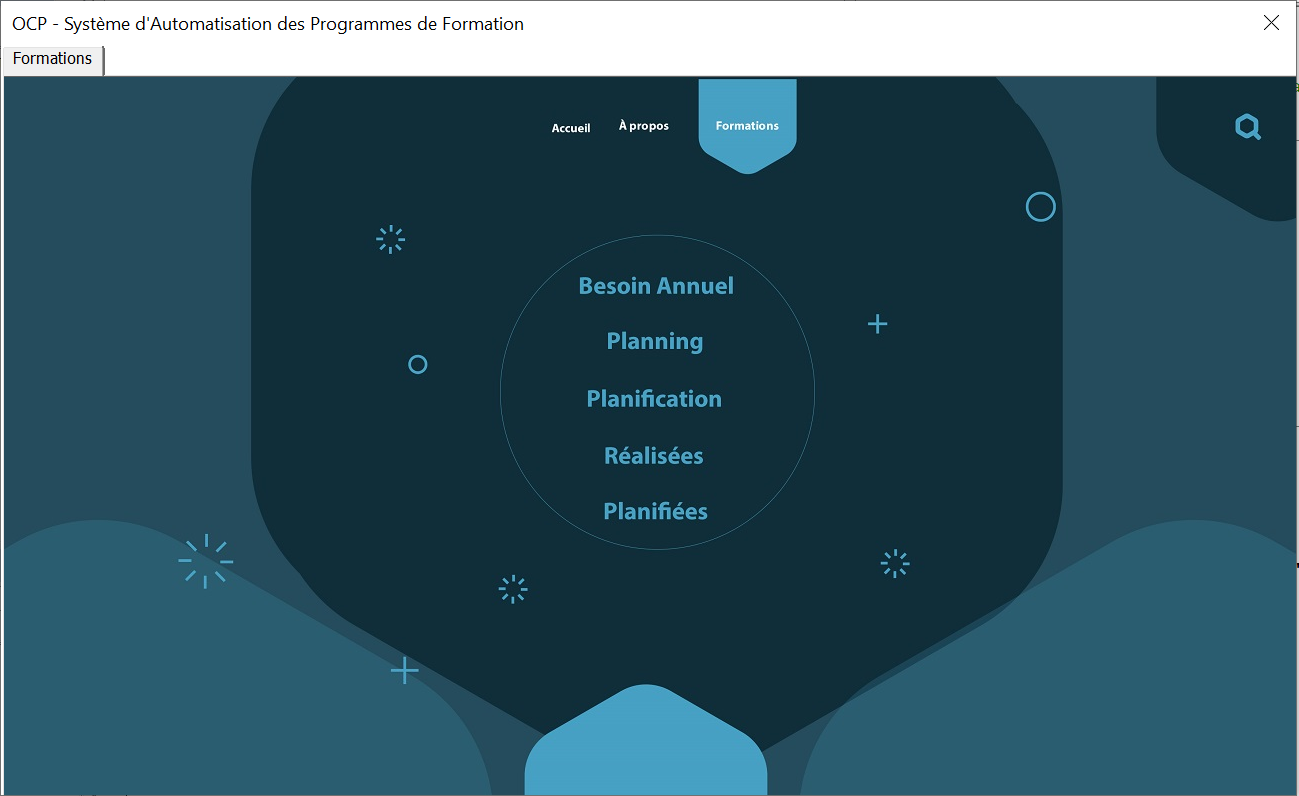 OCP - Système d'Automatisation des Programmes de Formation
Formations
Accueil
À propos
Formations
Besoin Annuel
Planning
Planification
Réalisées
Planifiées